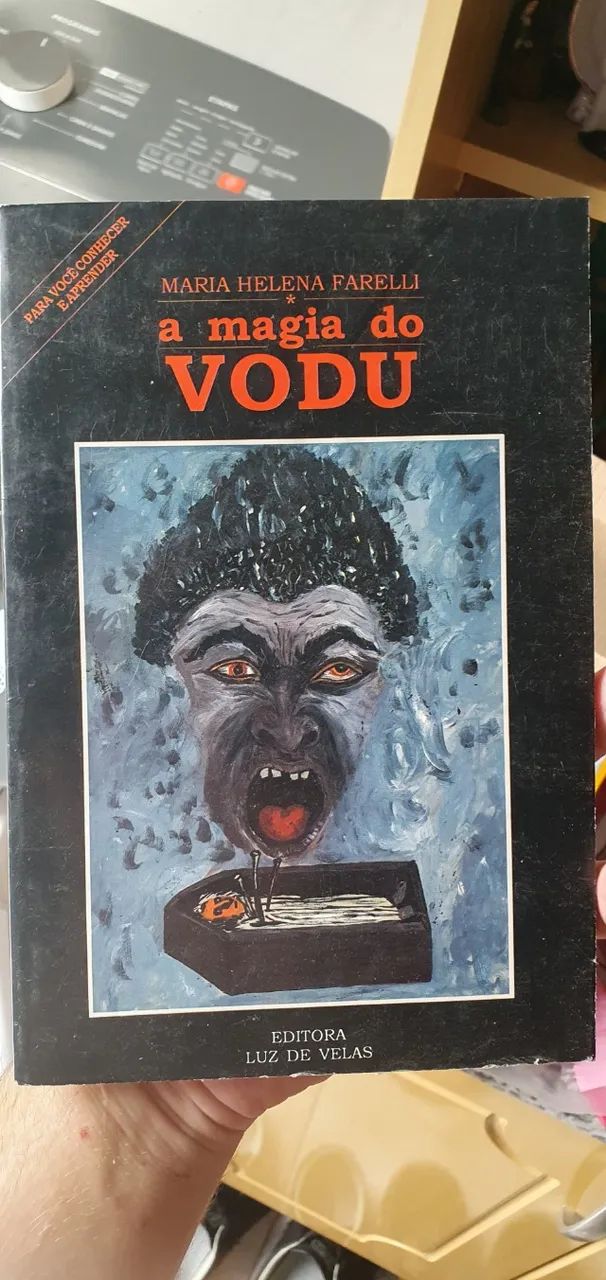 PARA VOCÊ CONHECER
E APRENDER
MARIA HELENA FARELLI
*
a magia do
VODU
EDITORA
LUZ DE VELAS